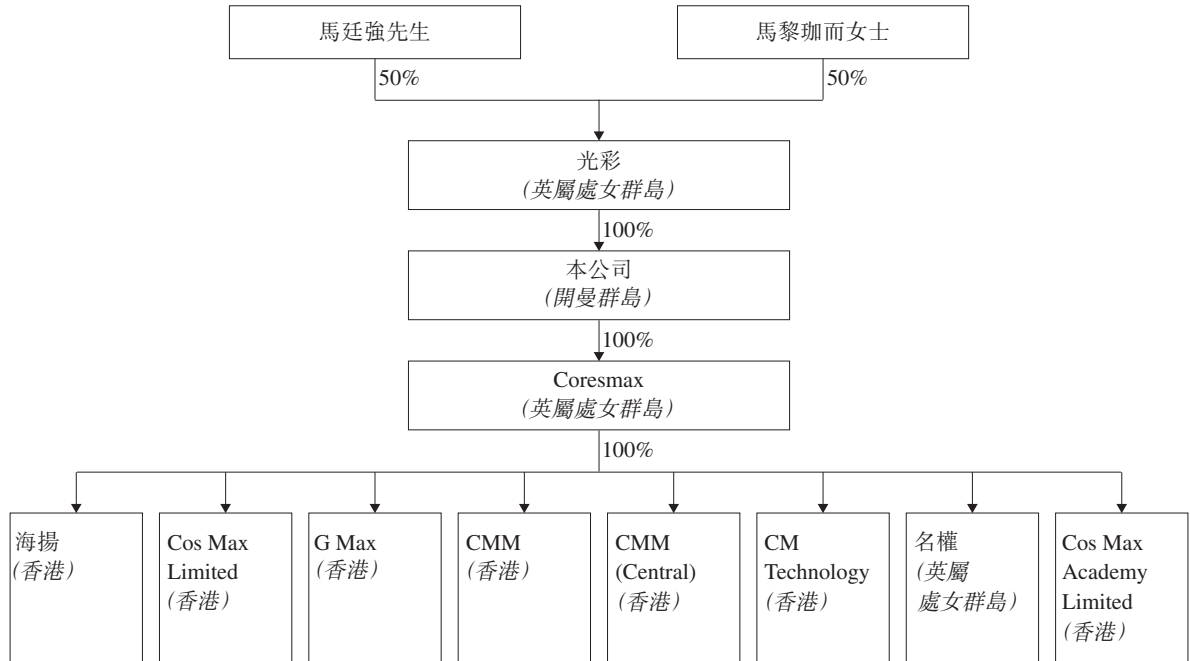 馬廷強先生
馬黎珈而女士
50%
50%
光彩
(英屬處女群島)
100%
本公司
(開曼群島)
100%
Coresmax
(英屬處女群島)
100%
海揚
(香港)
Cos Max
Limited
(香港)
G Max
(香港)
CMM
(香港)
CMM
(Central)
(香港)
CM
Technology
(香港)
名權
(英屬
處女群島)
Cos Max
Academy
Limited
(香港)